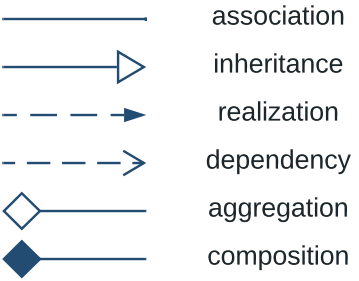 association
inheritance
realization
dependency
aggregation
composition